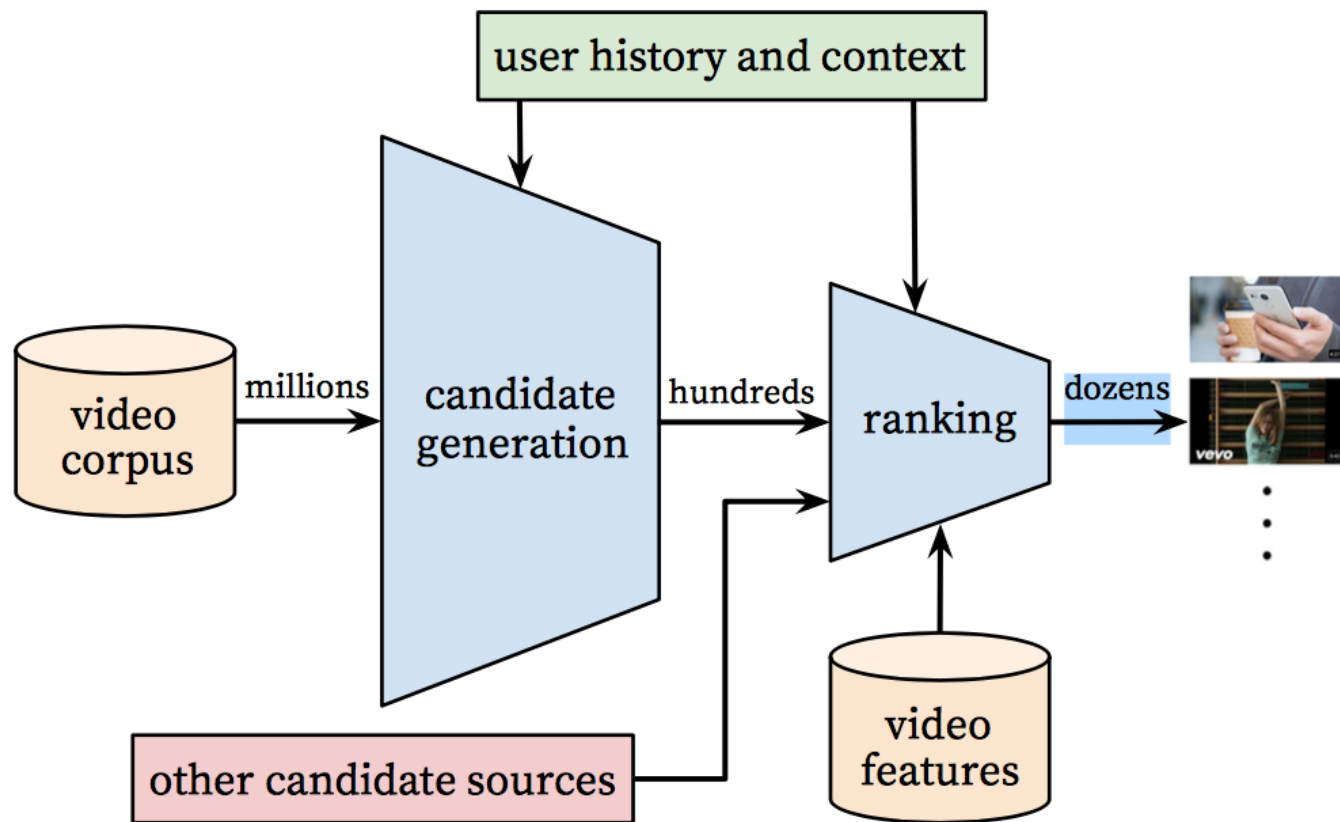 user history and context
video
corpus
millions
candidate
generation
hundreds
ranking
dozens
vevo
other candidate sources
video
features